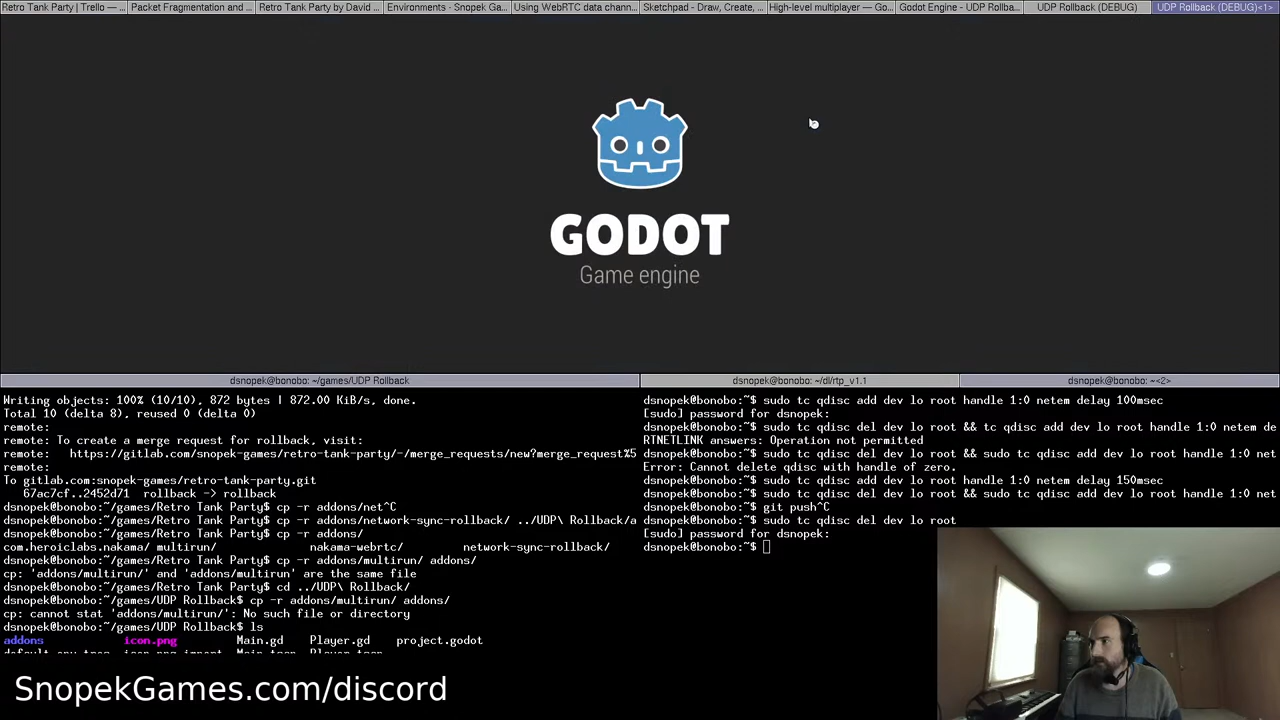 Retro Tank Party | Trello — ...
Packet Fragmentation and ...
Retro Tank Party by David ...
Environments - Snopek Ga...
Using WebRTC data chann...
Sketchpad - Draw, Create, ...
High-level multiplayer — Go...
Godot Engine - UDP Rollba...
UDP Rollback (DEBUG)
UDP Rollback (DEBUG)<1>
GODOT
Game engine
dsnopek@bonobo: ~/games/UDP Rollback
Writing objects: 100% (10/10), 872 bytes | 872.00 KiB/s, done.
Total 10 (delta 8), reused 0 (delta 0)
remote:
remote: To create a merge request for rollback, visit:
remote:   https://gitlab.com/snopek-games/retro-tank-party/-/merge_requests/new?merge_request%5
remote:
To gitlab.com:snopek-games/retro-tank-party.git
67ac7cf..2452d71  rollback -> rollback
dsnopek@bonobo:~/games/Retro Tank Party$ cp -r addons/net^C
dsnopek@bonobo:~/games/Retro Tank Party$ cp -r addons/network-sync-rollback/ ../UDP\ Rollback/a
dsnopek@bonobo:~/games/Retro Tank Party$ cp -r addons/
com.heroiclabs.nakama/ multirun/ nakama-webrtc/ network-sync-rollback/
dsnopek@bonobo:~/games/Retro Tank Party$ cp -r addons/multirun/ addons/
cp: 'addons/multirun/' and 'addons/multirun' are the same file
dsnopek@bonobo:~/games/Retro Tank Party$ cd ../UDP\ Rollback/
dsnopek@bonobo:~/games/UDP Rollback$ cp -r addons/multirun/ addons/
cp: cannot stat 'addons/multirun/': No such file or directory
dsnopek@bonobo:~/games/UDP Rollback$ ls
addons icon.png Main.gd Player.gd project.godot
dsnopek@bonobo: ~/dl/rtp_v1.1
dsnopek@bonobo: ~<2>
dsnopek@bonobo:~$ sudo tc qdisc add dev lo root handle 1:0 netem delay 100msec
[sudo] password for dsnopek:
dsnopek@bonobo:~$ sudo tc qdisc del dev lo root && tc qdisc add dev lo root handle 1:0 netem de
RTNETLINK answers: Operation not permitted
dsnopek@bonobo:~$ sudo tc qdisc del dev lo root && sudo tc qdisc add dev lo root handle 1:0 net
Error: Cannot delete qdisc with handle of zero.
dsnopek@bonobo:~$ sudo tc qdisc add dev lo root handle 1:0 netem delay 150msec
dsnopek@bonobo:~$ sudo tc qdisc del dev lo root && sudo tc qdisc add dev lo root handle 1:0 net
dsnopek@bonobo:~$ git push^C
dsnopek@bonobo:~$ sudo tc qdisc del dev lo root
[sudo] password for dsnopek:
dsnopek@bonobo:~$
SnopekGames.com/discord